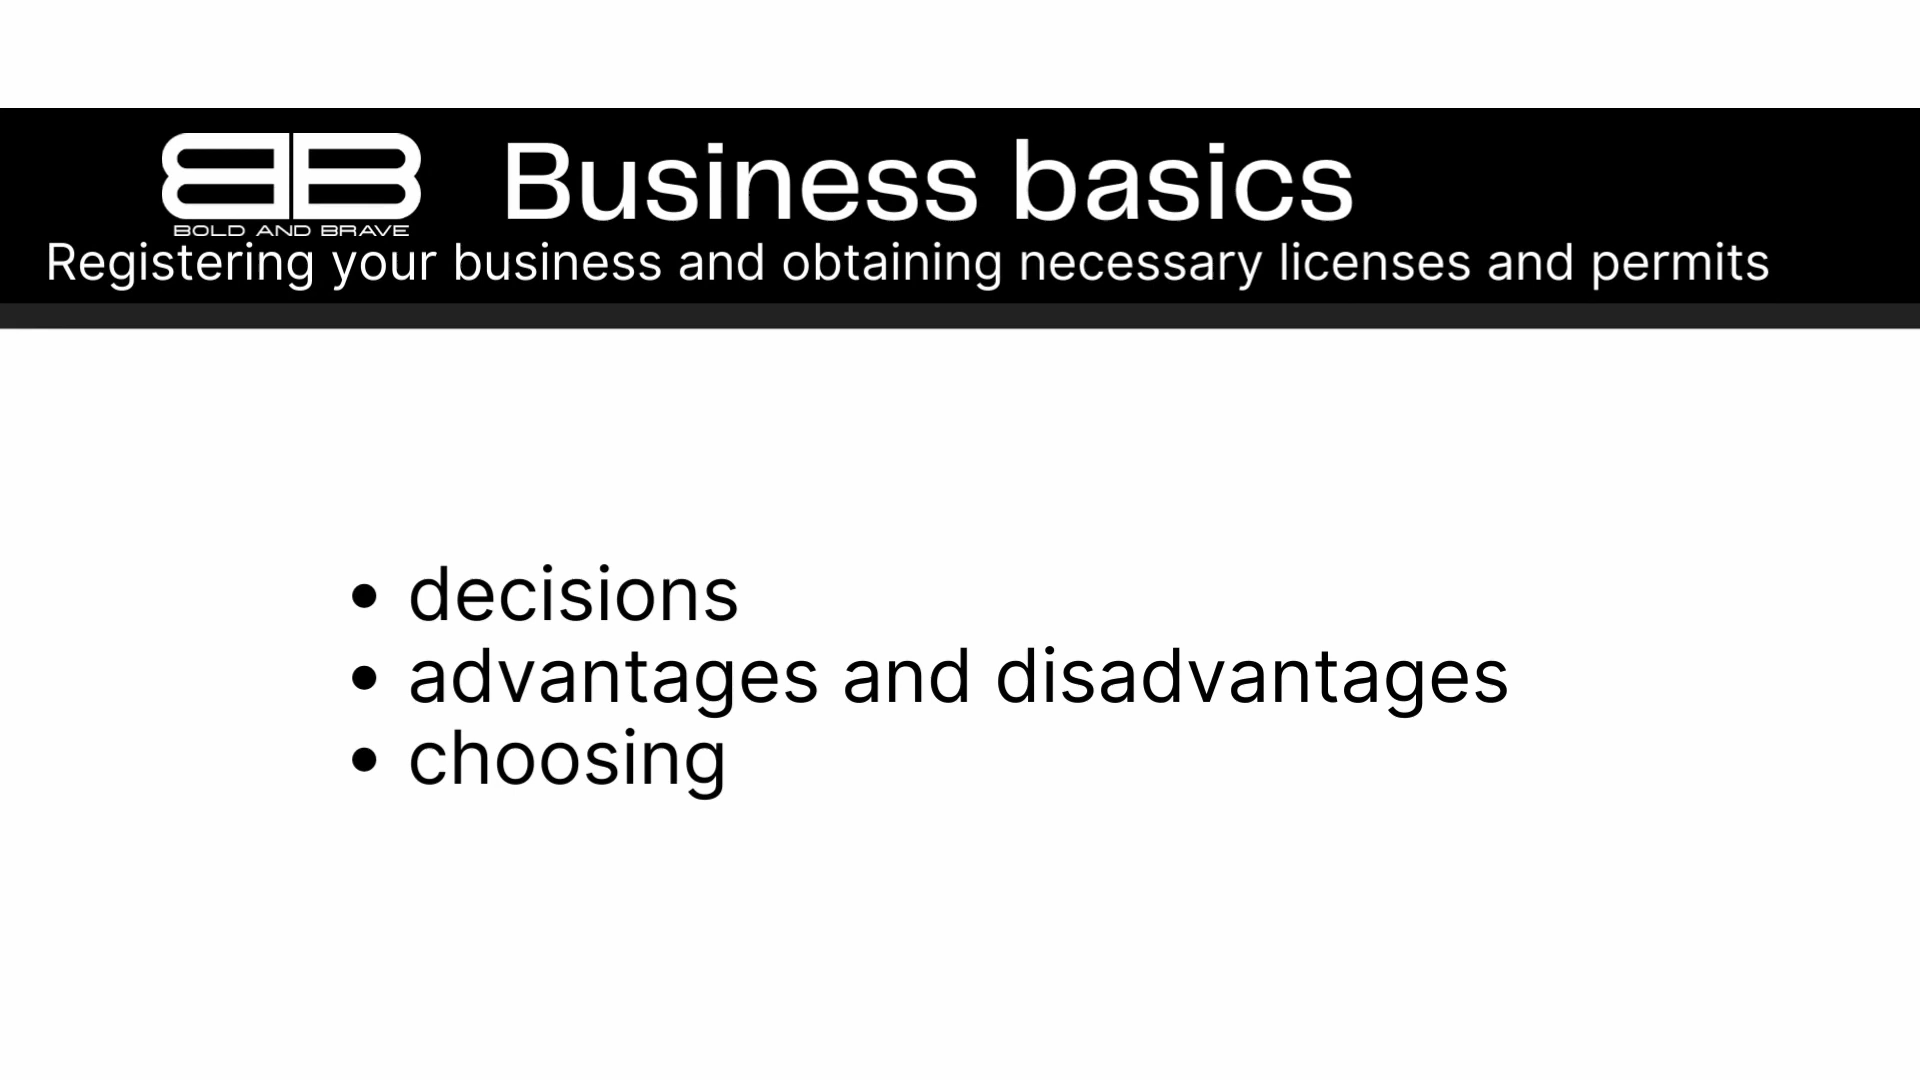 Business basics
BOLD AND BRAVE
Registering your business and obtaining necessary licenses and permits
• decisions
• advantages and disadvantages
• choosing